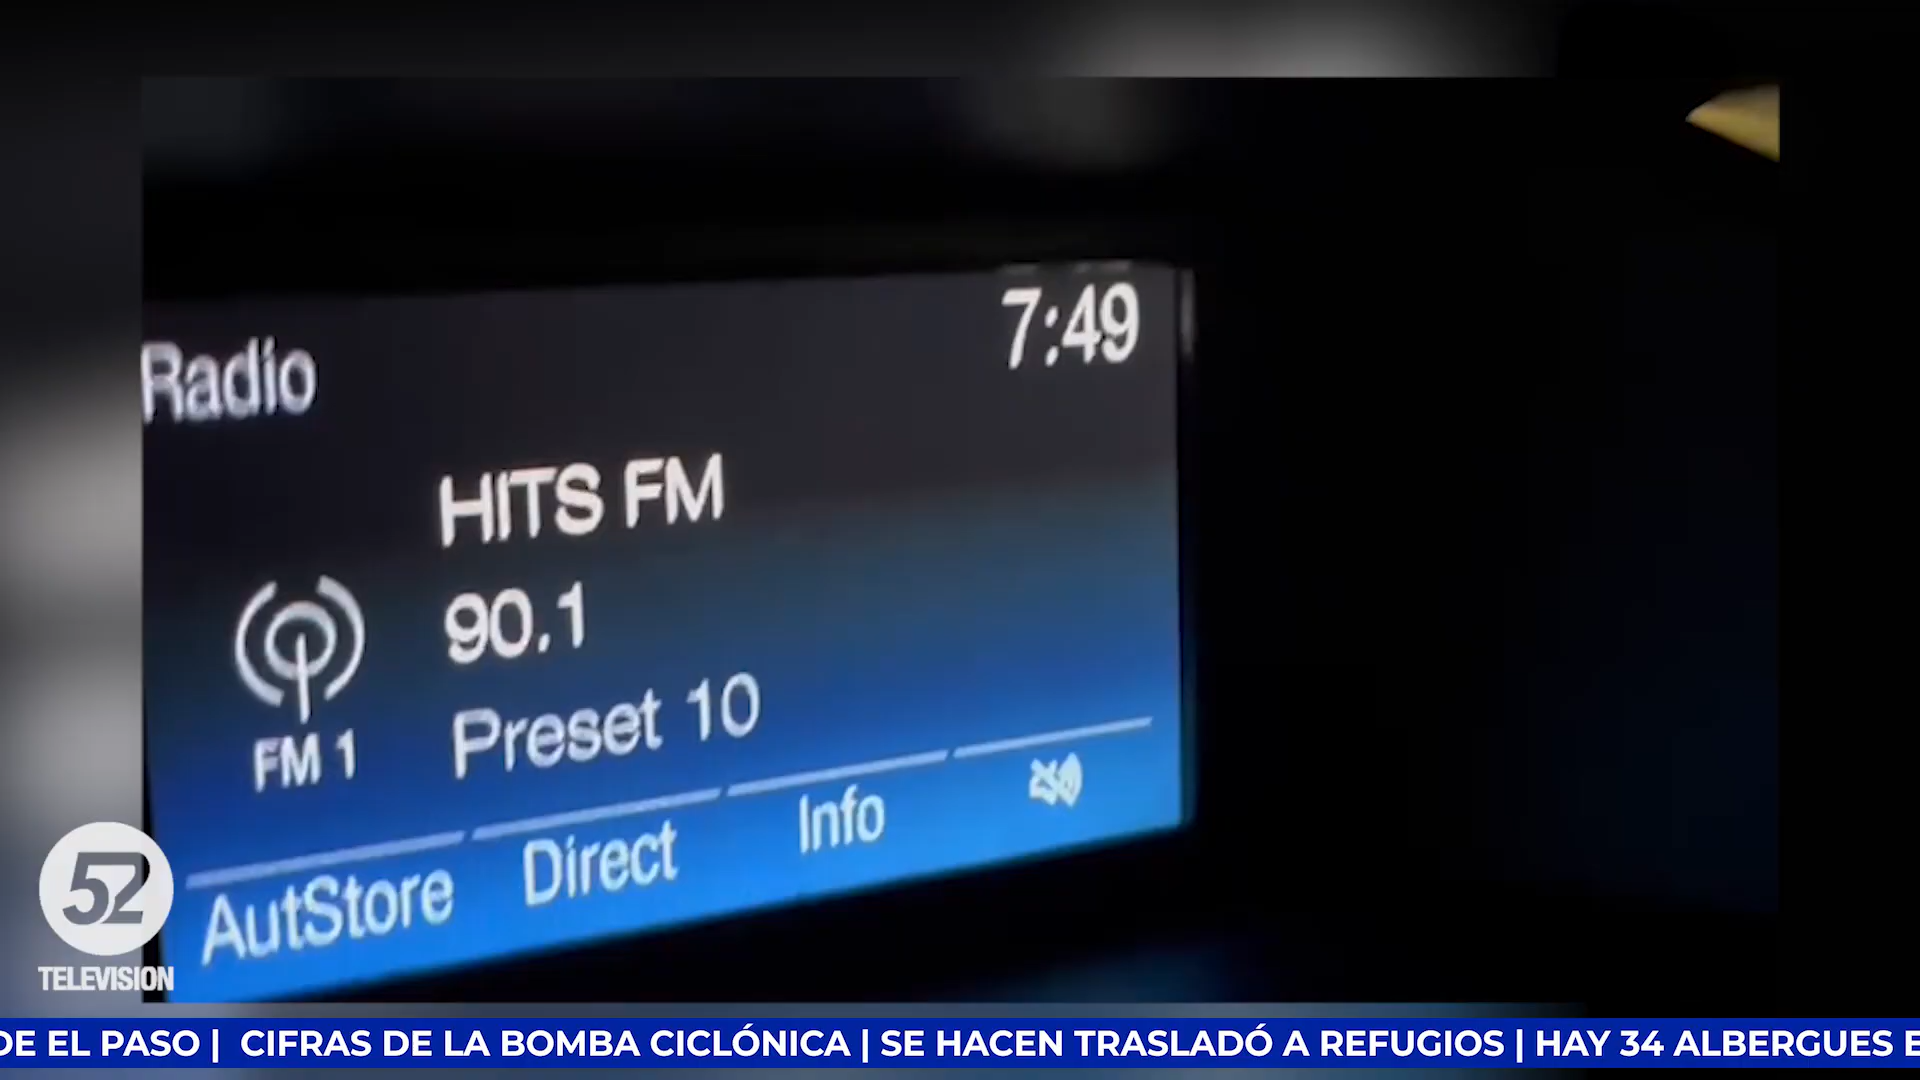 Radio
7:49
HITS FM
90.1
Preset 10
FM 1
AutStore
Direct
Info
52
TELEVISION
DE EL PASO | CIFRAS DE LA BOMBA CICLÓNICA | SE HACEN TRASLADÓ A REFUGIOS | HAY 34 ALBERGUES E